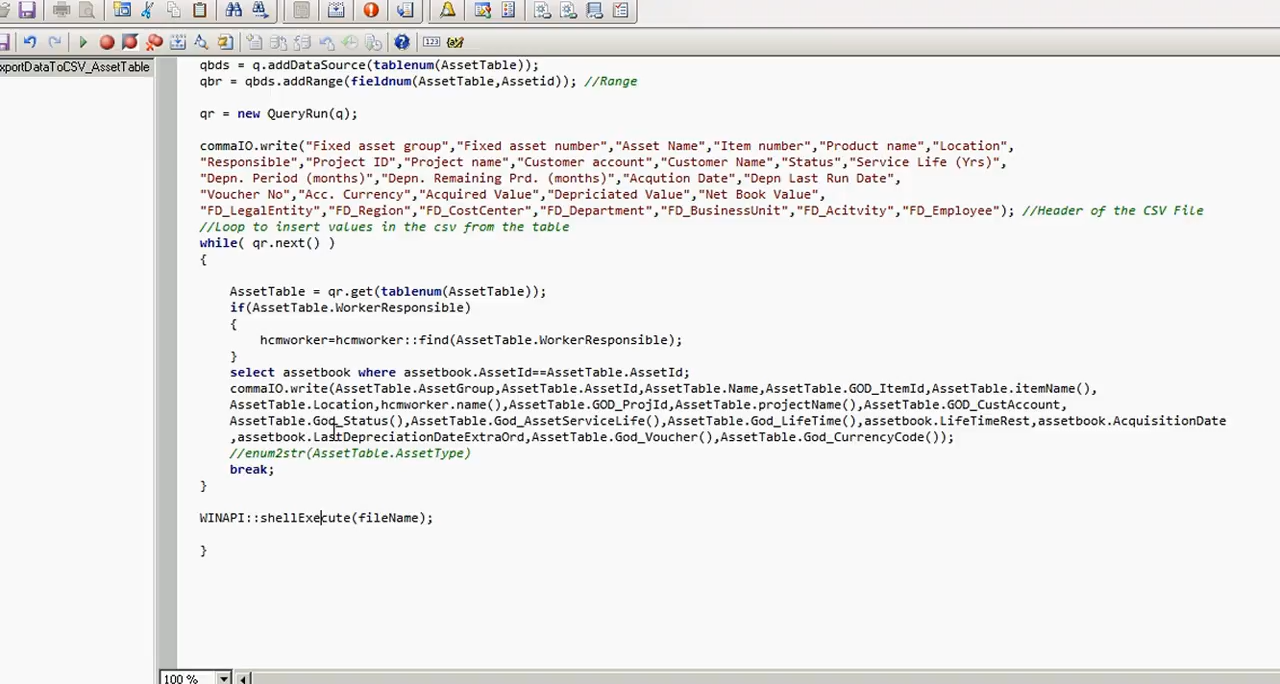 xportDataToCSV_AssetTable
qbds = q.addDataSource(tablenum(AssetTable));
qbr = qbds.addRange(fieldnum(AssetTable,Assetid)); //Range
qr = new QueryRun(q);
commaIO.write("Fixed asset group","Fixed asset number","Asset Name","Item number","Product name","Location",
"Responsible","Project ID","Project name","Customer account","Customer Name","Status","Service Life (Yrs)",
"Depn. Period (months)","Depn. Remaining Prd. (months)","Acqution Date","Depn Last Run Date",
"Voucher No","Acc. Currency","Acquired Value","Depriciated Value","Net Book Value",
"FD_LegalEntity","FD_Region","FD_CostCenter","FD_Department","FD_BusinessUnit","FD_Acitvity","FD_Employee"); //Header of the CSV File
//Loop to insert values in the csv from the table
while( qr.next() )
{
AssetTable = qr.get(tablenum(AssetTable));
if(AssetTable.WorkerResponsible)
{
hcmworker=hcmworker::find(AssetTable.WorkerResponsible);
}
select assetbook where assetbook.AssetId==AssetTable.AssetId;
commaIO.write(AssetTable.AssetGroup,AssetTable.AssetId,AssetTable.Name,AssetTable.GOD_ItemId,AssetTable.itemName(),
AssetTable.Location,hcmworker.name(),AssetTable.GOD_ProjId,AssetTable.projectName(),AssetTable.GOD_CustAccount,
AssetTable.God_Status(),AssetTable.God_AssetServiceLife(),AssetTable.God_LifeTime(),assetbook.LifeTimeRest,assetbook.AcquisitionDate
,assetbook.LastDepreciationDateExtraOrd,AssetTable.God_Voucher(),AssetTable.God_CurrencyCode());
//enum2str(AssetTable.AssetType)
break;
}
WINAPI::shellExecute(fileName);
}
100 %